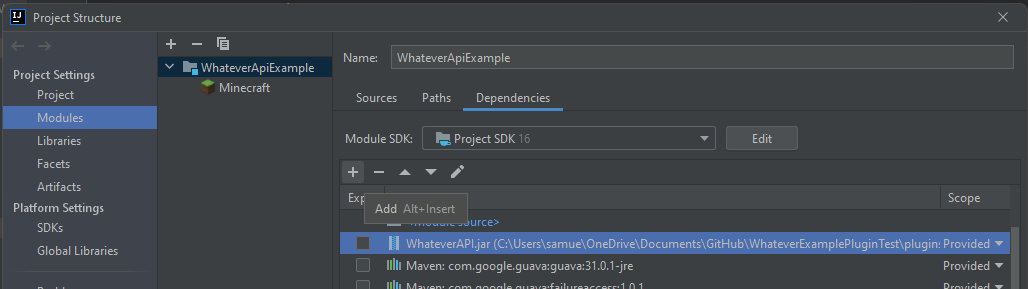 IJ Project Structure
Project Settings
Project
Modules
Libraries
Facets
Artifacts
Platform Settings
SDKs
Global Libraries
WhateverApiExample
Minecraft
Name: WhateverApiExample
Sources Paths Dependencies
Module SDK: Project SDK 16 Edit
Exp Scope
Add Alt+Insert
<Module source>
WhateverAPI.jar (C:\Users\samue\OneDrive\Documents\GitHub\WhateverExamplePluginTest\plugins Provided
Maven: com.google.guava:guava:31.0.1-jre Provided
Maven: com.google.guava:failureaccess:1.0.1 Provided